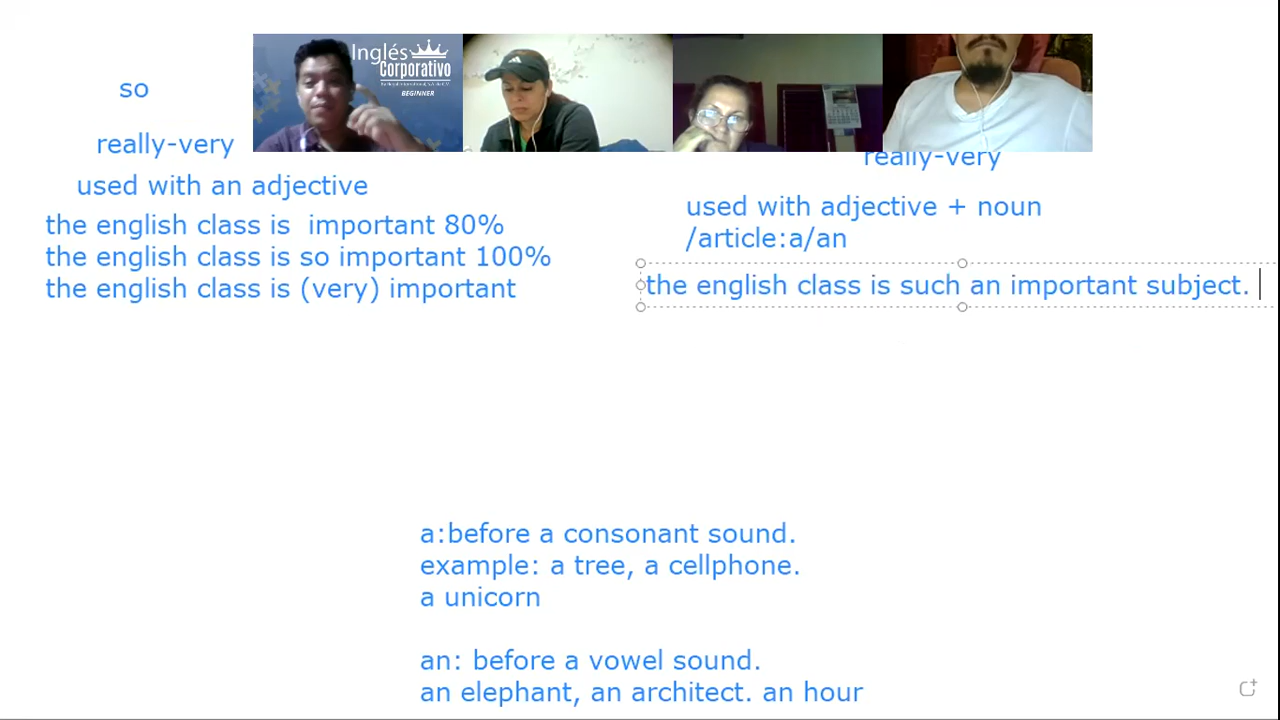 so
Inglés
Corporativo
BEGINNER
really-very
used with an adjective
the english class is  important 80%
the english class is so important 100%
the english class is (very) important
really-very
used with adjective + noun
/article:a/an
the english class is such an important subject.
a:before a consonant sound.
example: a tree, a cellphone.
a unicorn
an: before a vowel sound.
an elephant, an architect. an hour